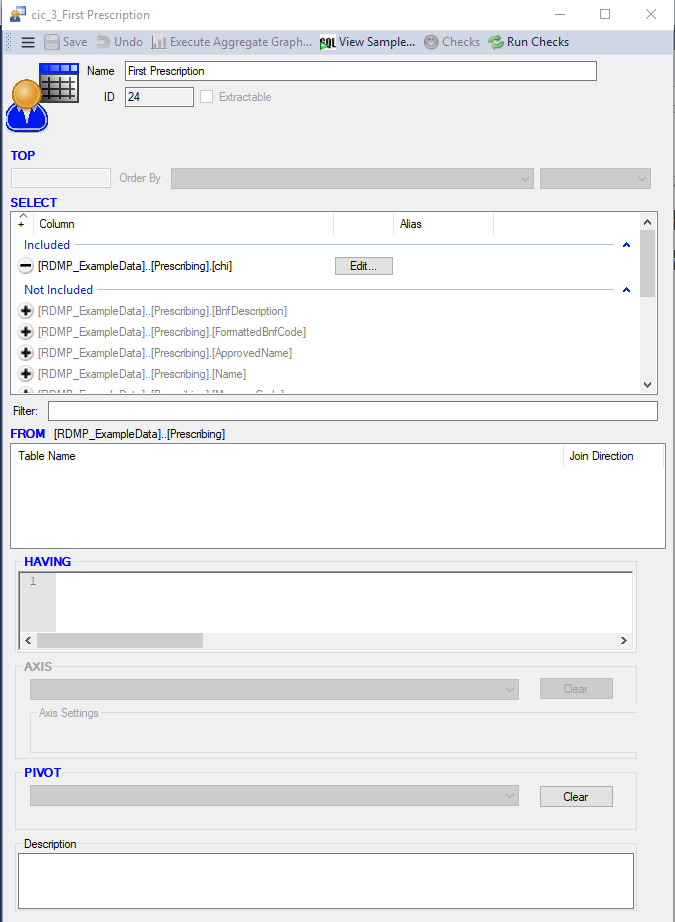 cic_3_First Prescription
Save Undo Execute Aggregate Graph... SQL View Sample... Checks Run Checks
Name First Prescription
ID 24 Extractable
TOP
Order By
SELECT
+ Column Alias
Included
[RDMP_ExampleData]..[Prescribing].[chi] Edit...
Not Included
[RDMP_ExampleData]..[Prescribing].[BnfDescription]
[RDMP_ExampleData]..[Prescribing].[FormattedBnfCode]
[RDMP_ExampleData]..[Prescribing].[ApprovedName]
[RDMP_ExampleData]..[Prescribing].[Name]
Filter:
FROM [RDMP_ExampleData]..[Prescribing]
Table Name Join Direction
HAVING
1
AXIS
Clear
Axis Settings
PIVOT
Clear
Description